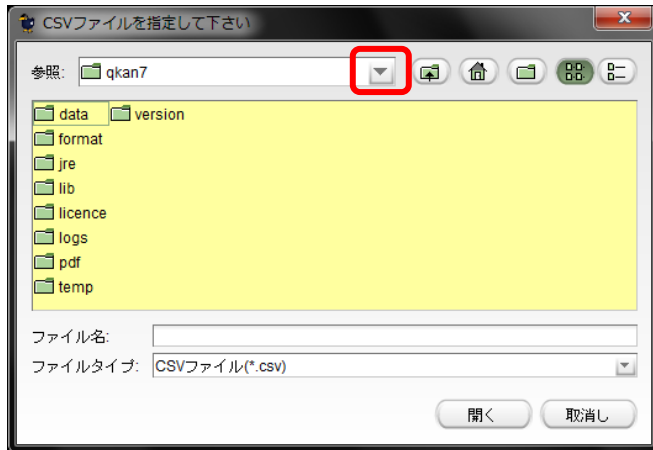 CSVファイルを指定して下さい
参照: qkan7
data version
format
jre
lib
licence
logs
pdf
temp
ファイル名:
ファイルタイプ: CSVファイル(*.csv)
開く 取消し